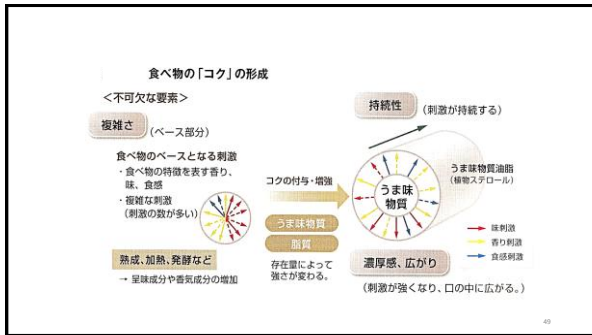 食べ物の「コク」の形成
<不可欠な要素>
複雑さ (ベース部分)
食べ物のベースとなる刺激
・食べ物の特徴を表す香り、
味、食感
・複雑な刺激
(刺激の数が多い)
熟成、加熱、発酵など
→ 呈味成分や香気成分の増加
コクの付与・増強
うまみ物質
脂質
存在量によって
強さが変わる。
持続性 (刺激が持続する)
うま味
物質
うま味物質油脂
(植物ステロール)
味刺激
香り刺激
食感刺激
濃厚感、広がり
(刺激が強くなり、口の中に広がる。)
49